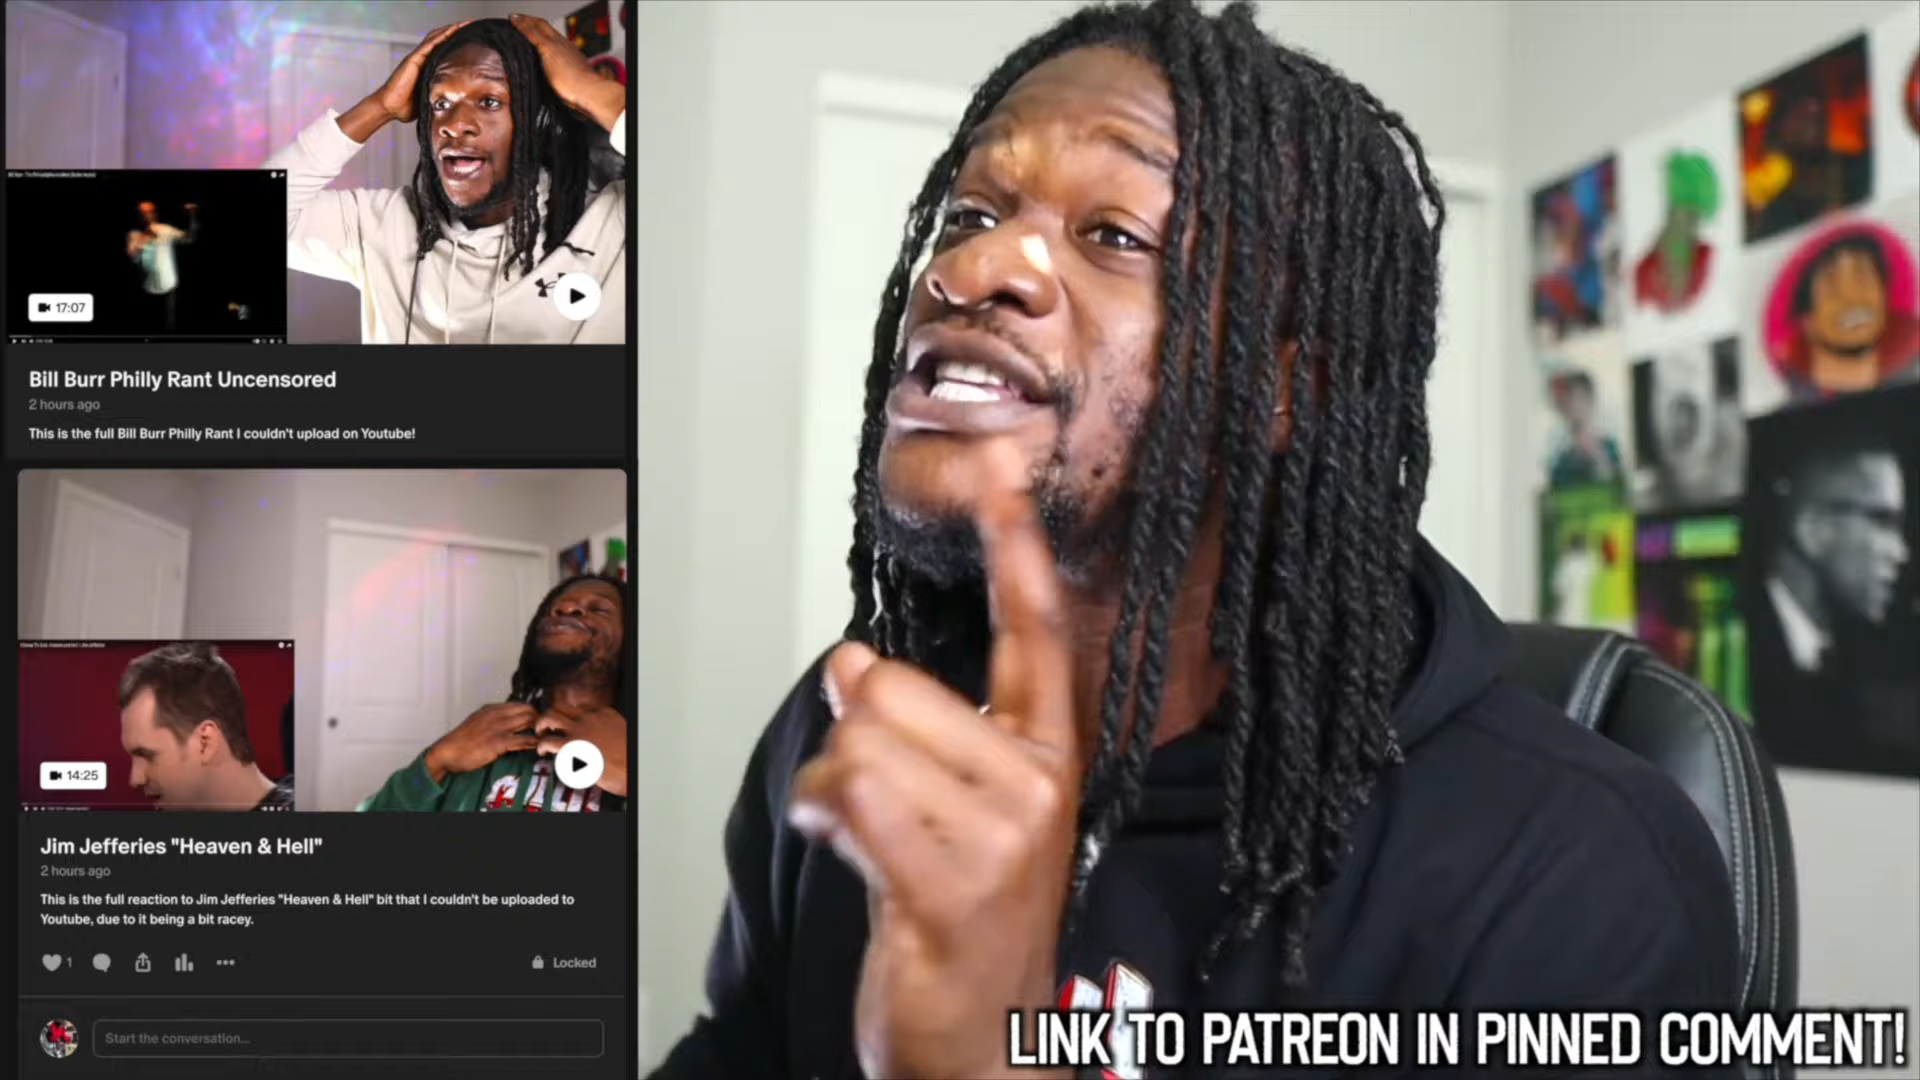 17:07
Bill Burr Philly Rant Uncensored
2 hours ago
This is the full Bill Burr Philly Rant I couldn't upload on Youtube!
14:25
Jim Jefferies "Heaven & Hell"
2 hours ago
This is the full reaction to Jim Jefferies "Heaven & Hell" bit that I couldn't be uploaded to
Youtube, due to it being a bit racey.
1
Locked
Start the conversation...
LINK TO PATREON IN PINNED COMMENT!